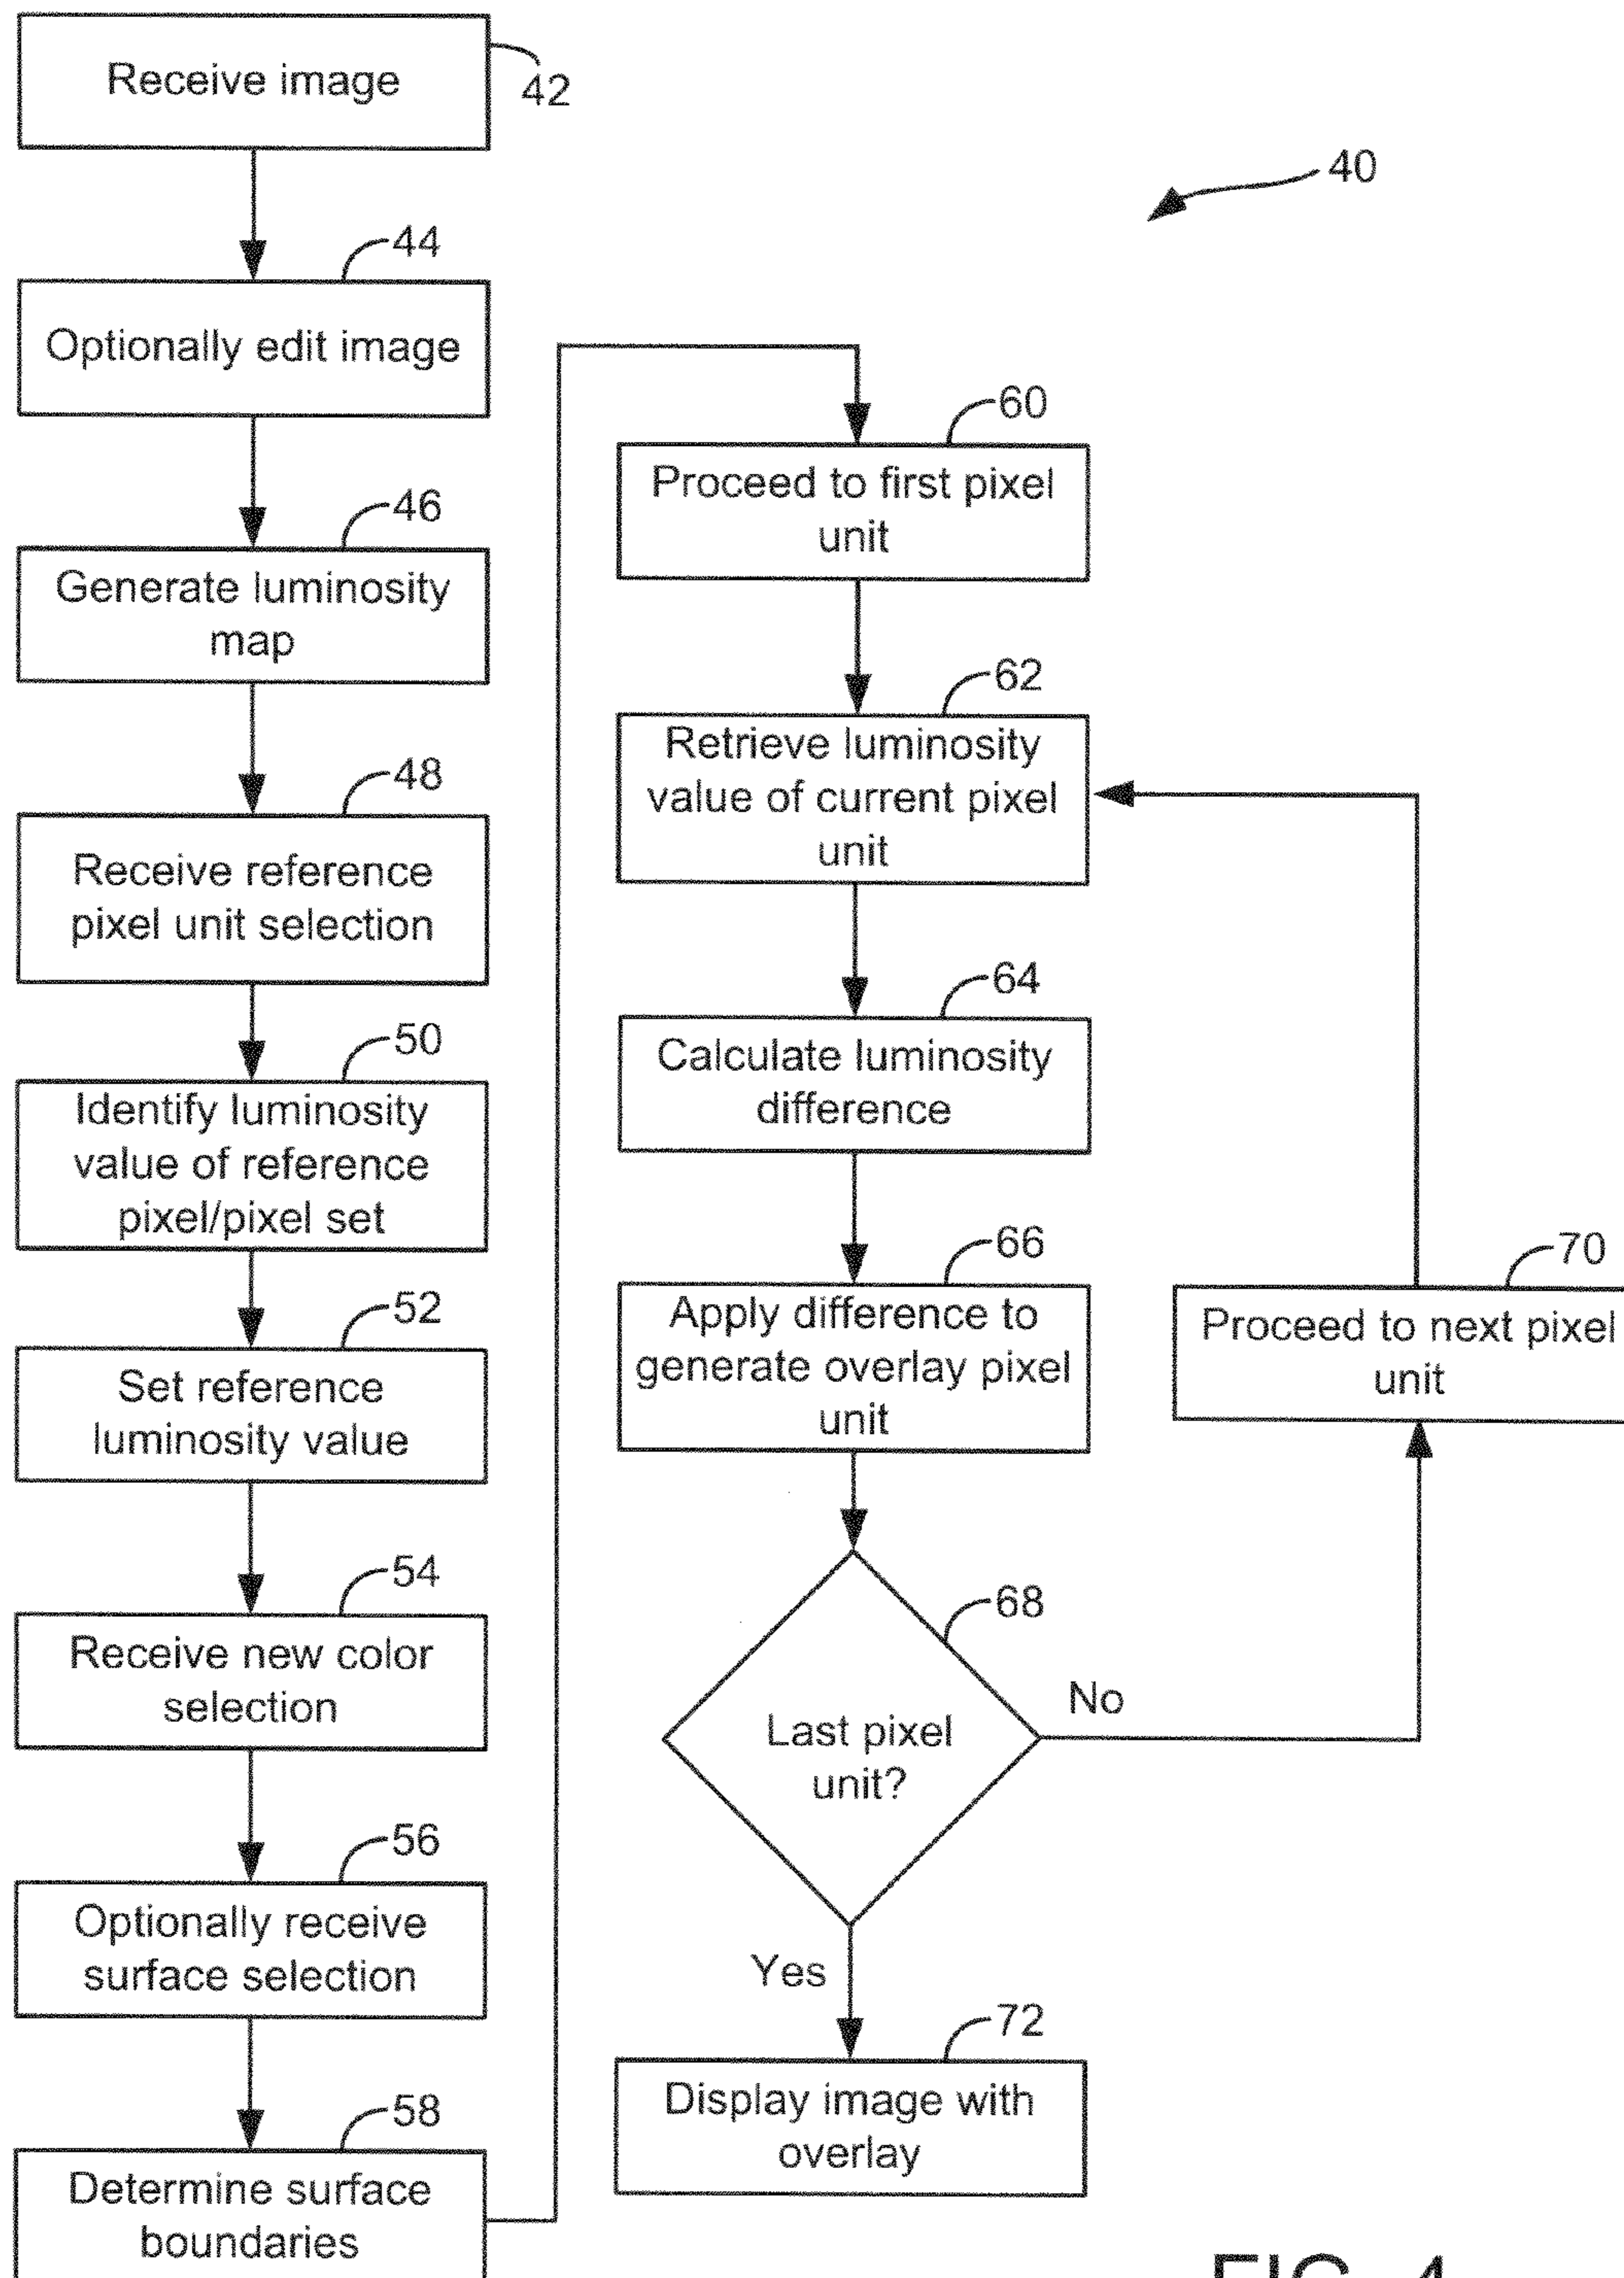 Receive image
42
40
44
Optionally edit image
46
Generate luminosity
map
48
Receive reference
pixel unit selection
50
Identify luminosity
value of reference
pixel/pixel set
52
Set reference
luminosity value
54
Receive new color
selection
56
Optionally receive
surface selection
58
Determine surface
boundaries
60
Proceed to first pixel
unit
62
Retrieve luminosity
value of current pixel
unit
64
Calculate luminosity
difference
66
Apply difference to
generate overlay pixel
unit
68
Last pixel
unit?
No
70
Proceed to next pixel
unit
Yes
72
Display image with
overlay
FIG. 4